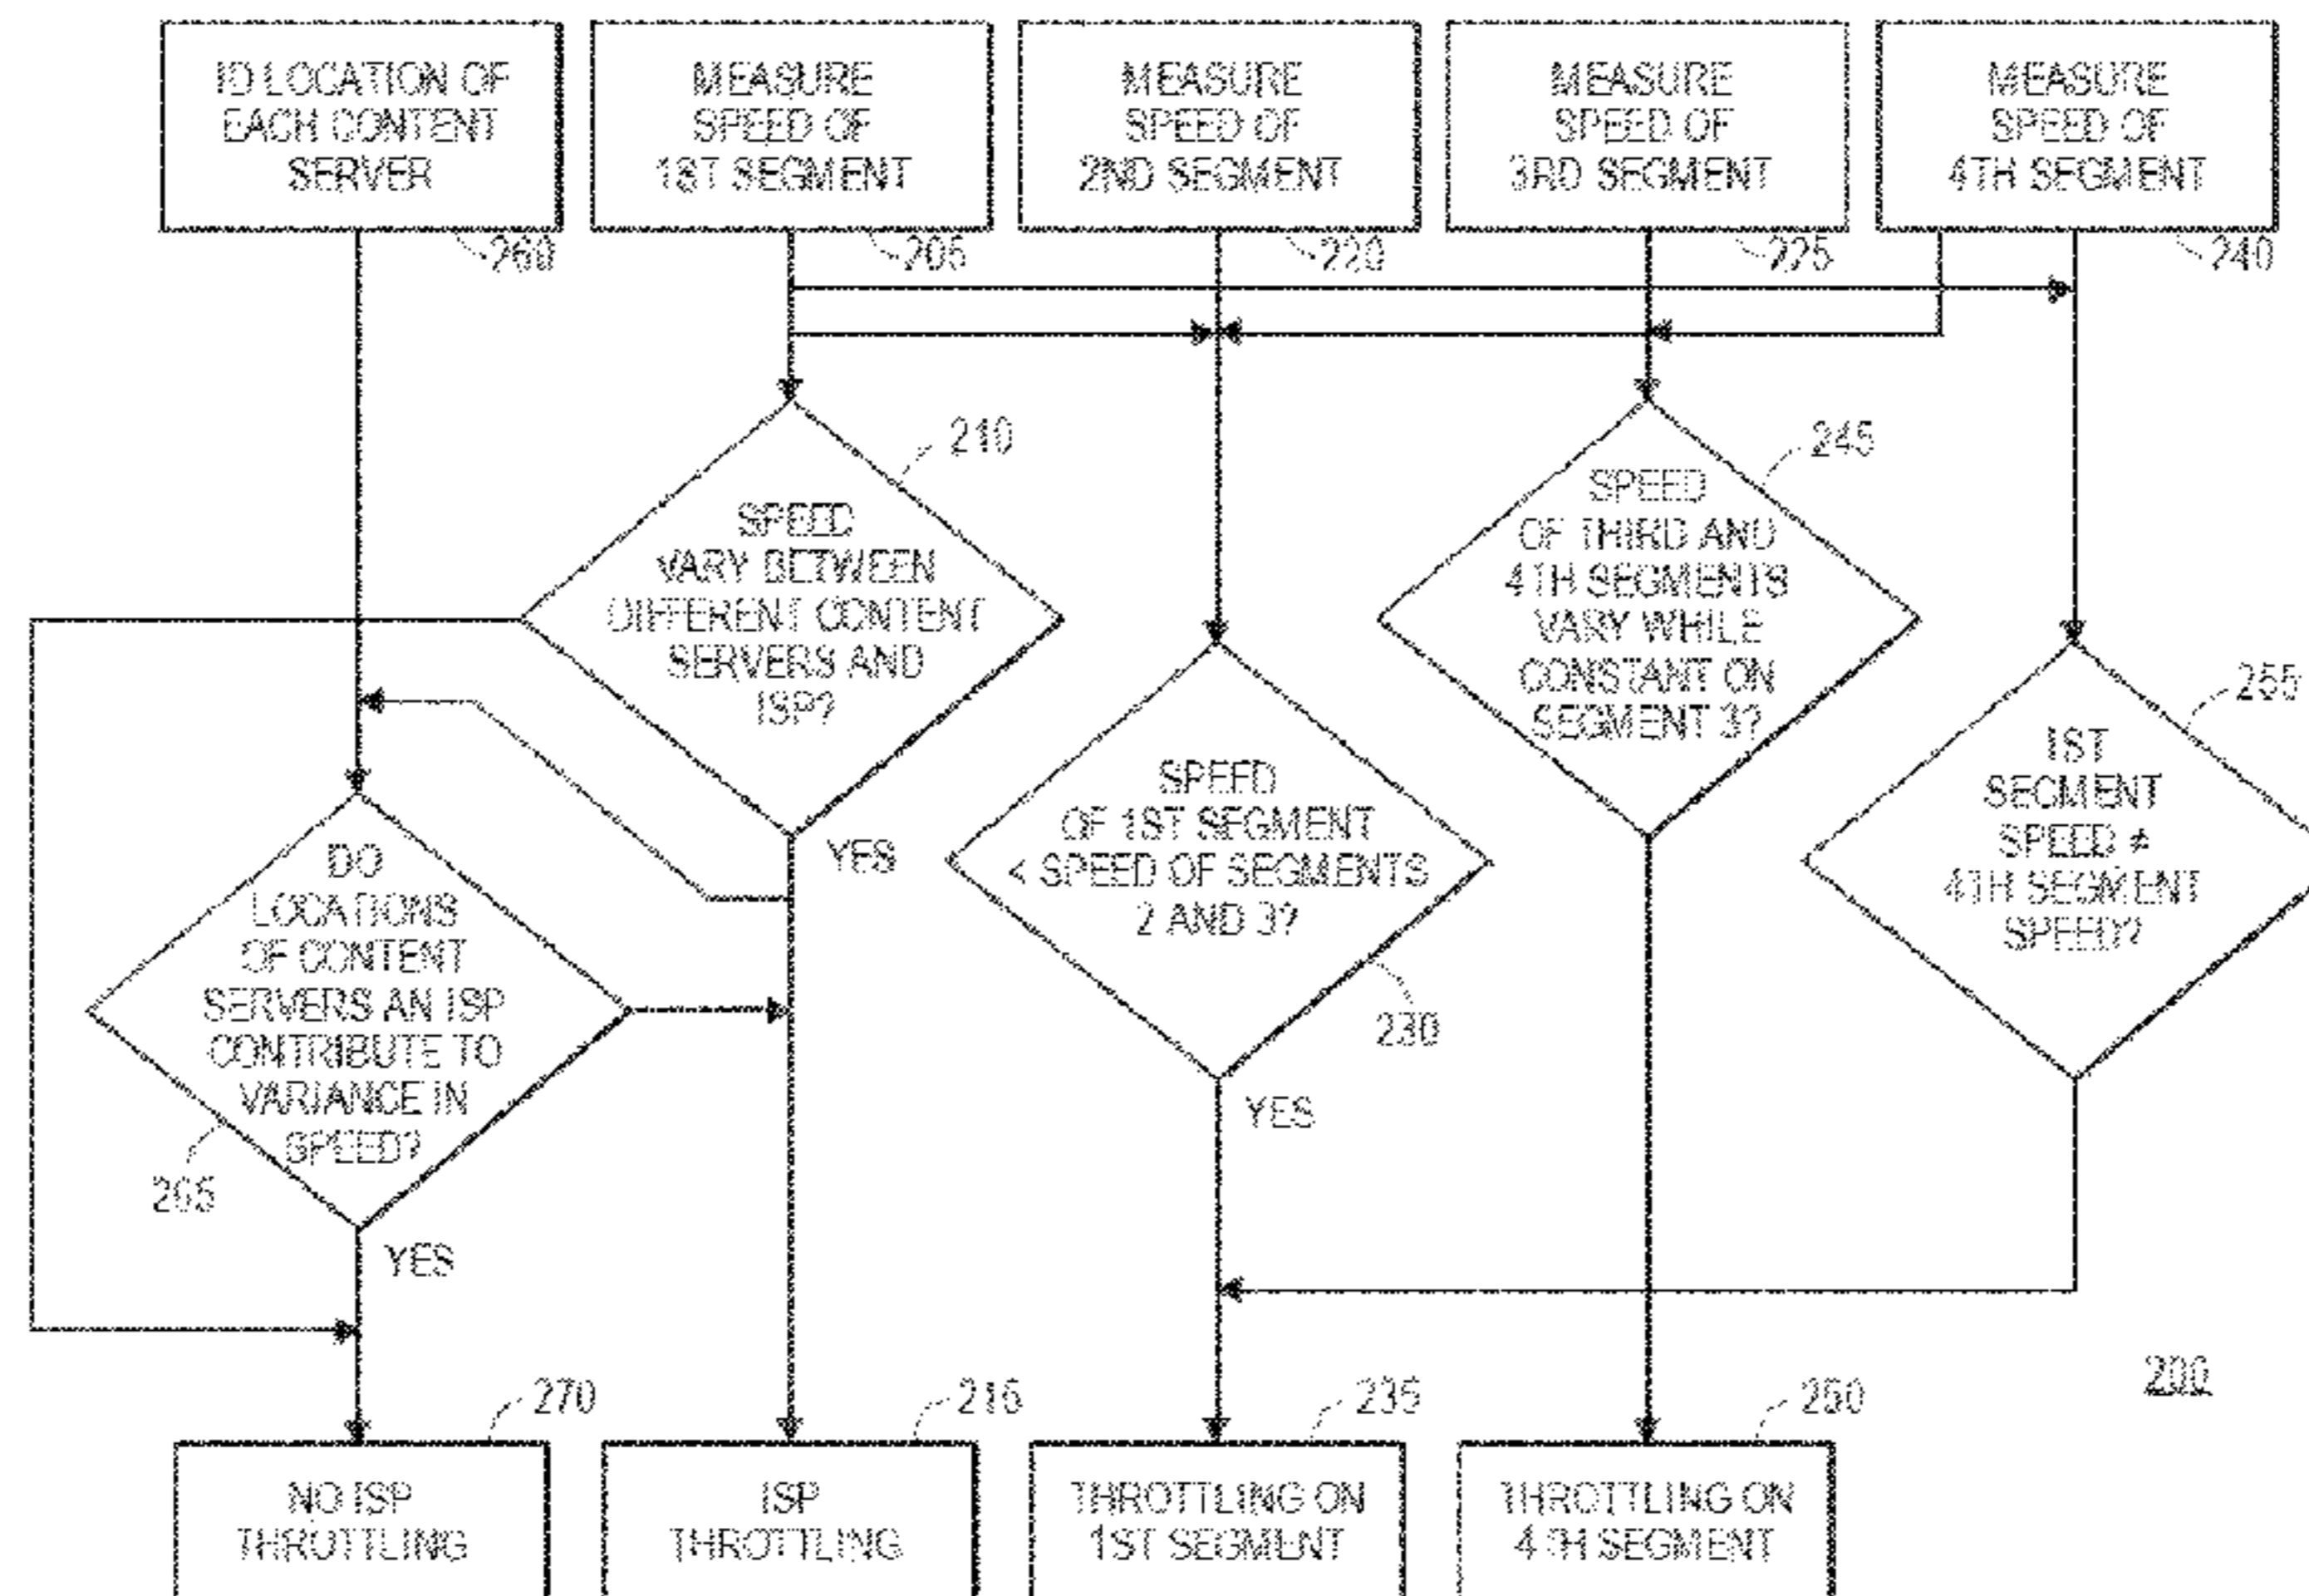 ID LOCATION OF
EACH CONTENT
SERVER
260
MEASURE
SPEED OF
1ST SEGMENT
205
MEASURE
SPEED OF
2ND SEGMENT
220
MEASURE
SPEED OF
3RD SEGMENT
225
MEASURE
SPEED OF
4TH SEGMENT
240
210
SPEED
VARY BETWEEN
DIFFERENT CONTENT
SERVERS AND
ISP?
YES
245
SPEED
OF THIRD AND
4TH SEGMENTS
VARY WHILE
CONSTANT ON
SEGMENT 3?
255
1ST
SEGMENT
SPEED ≠
4TH SEGMENT
SPEED?
SPEED
OF 1ST SEGMENT
< SPEED OF SEGMENTS
2 AND 3?
230
YES
DO
LOCATIONS
OF CONTENT
SERVERS AN ISP
CONTRIBUTE TO
VARIANCE IN
SPEED?
265
YES
200
270
NO ISP
THROTTLING
215
ISP
THROTTLING
235
THROTTLING ON
1ST SEGMENT
250
THROTTLING ON
4TH SEGMENT